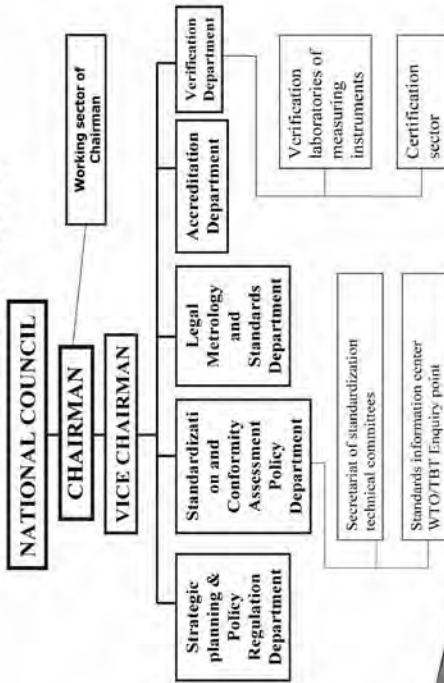 NATIONAL COUNCIL
CHAIRMAN
Working sector of
Chairman
VICE CHAIRMAN
Strategic
planning &
Policy
Regulation
Department
Standardizati
on and
Conformity
Assessment
Policy
Department
Legal
Metrology
and
Standards
Department
Accreditation
Department
Verification
Department
Secretariat of standardization
technical committees
Standards information center
WTO/TBT Enquiry point
Verification
laboratories of
measuring
instruments
Certification
sector